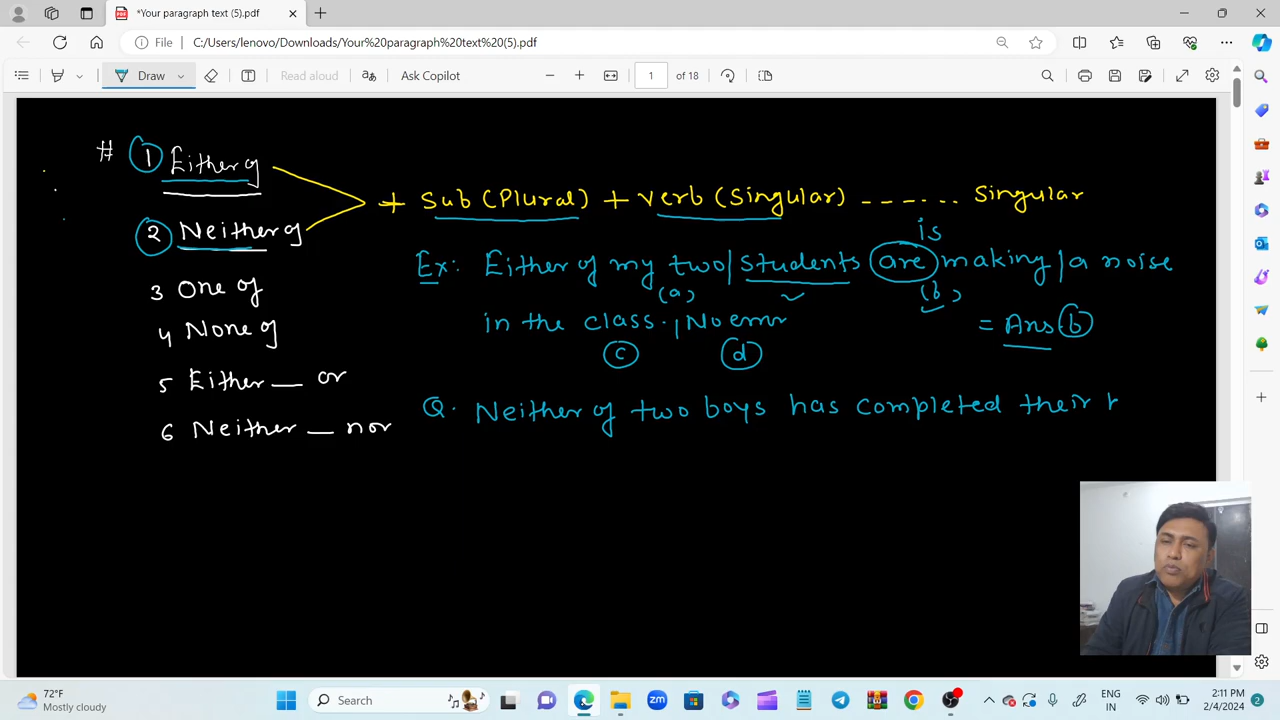 *Your paragraph text (5).pdf
File C:/Users/lenovo/Downloads/Your%20paragraph%20text%20(5).pdf
Draw Read aloud Ask Copilot 1 of 18
# 1 Either of
+ Sub (Plural) + Verb (Singular) ------- Singular
2 Neither of
is
Ex: Either of my two/students are making/a noise
(a) (b)
3 One of
in the class./No error = Ans (b)
4 None of
c d
5 Either __ or
Q. Neither of two boys has completed their
6 Neither __ nor
72°F
Mostly cloudy
Search
zm
ENG
IN
2:11 PM
2/4/2024
2